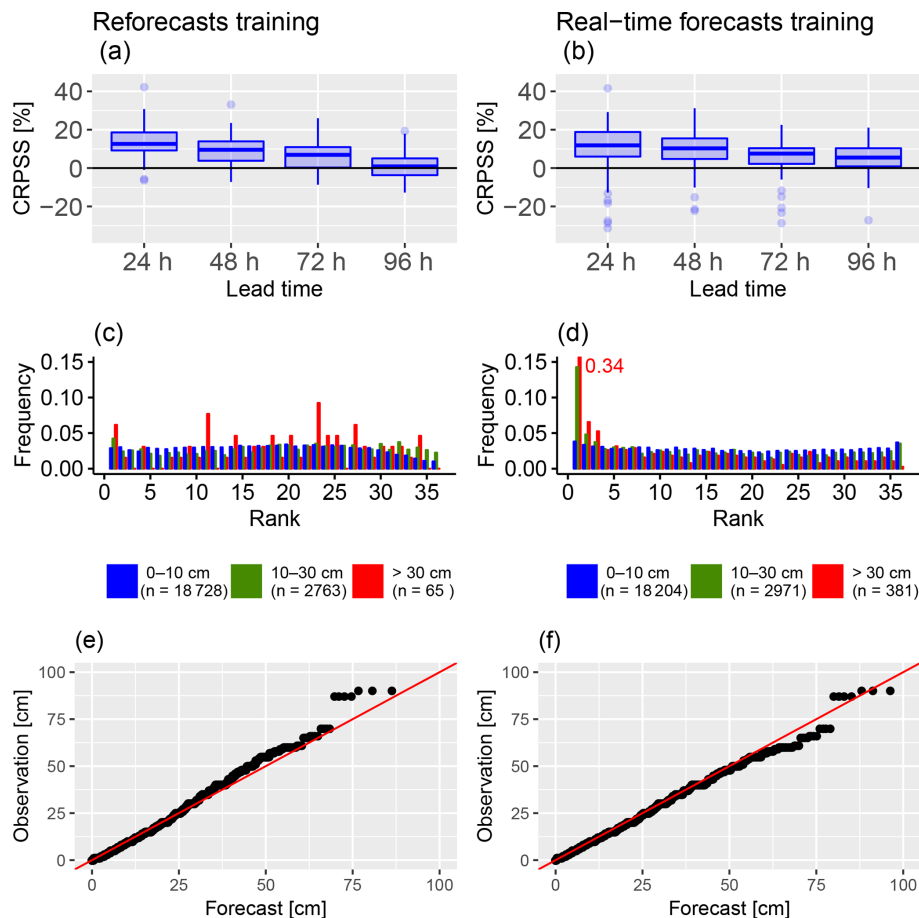 Reforecasts training
(a)
CRPSS [%]
40
20
0
−20
24 h 48 h 72 h 96 h
Lead time
Real−time forecasts training
(b)
CRPSS [%]
40
20
0
−20
24 h 48 h 72 h 96 h
Lead time
(c)
Frequency
0.15
0.10
0.05
0.00
0 5 10 15 20 25 30 35
Rank
(d)
Frequency
0.15
0.10
0.05
0.00
0.34
0 5 10 15 20 25 30 35
Rank
0–10 cm
(n = 18 728)
10–30 cm
(n = 2763)
> 30 cm
(n = 65 )
0–10 cm
(n = 18 204)
10–30 cm
(n = 2971)
> 30 cm
(n = 381)
(e)
Observation [cm]
100
75
50
25
0
0 25 50 75 100
Forecast [cm]
(f)
Observation [cm]
100
75
50
25
0
0 25 50 75 100
Forecast [cm]